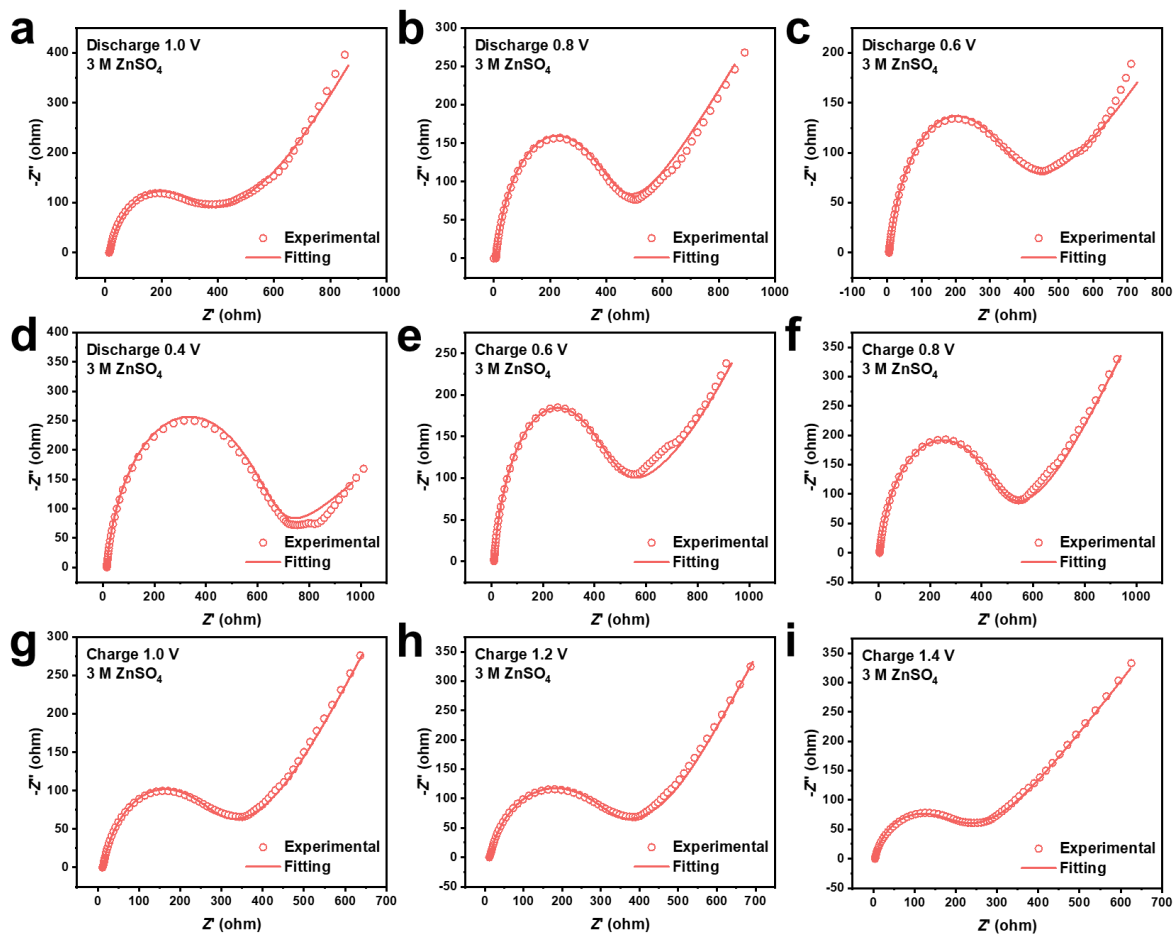 a
Discharge 1.0 V
3 M ZnSO4
400
300
200
100
0
-Z'' (ohm)
0 200 400 600 800 1000
Z' (ohm)
Experimental
Fitting
b
Discharge 0.8 V
3 M ZnSO4
300
250
200
150
100
50
0
-Z'' (ohm)
0 200 400 600 800 1000
Z' (ohm)
Experimental
Fitting
c
Discharge 0.6 V
3 M ZnSO4
200
150
100
50
0
-Z'' (ohm)
-100 0 100 200 300 400 500 600 700 800
Z' (ohm)
Experimental
Fitting
d
Discharge 0.4 V
3 M ZnSO4
400
350
300
250
200
150
100
50
0
-Z'' (ohm)
0 200 400 600 800 1000
Z' (ohm)
Experimental
Fitting
e
Charge 0.6 V
3 M ZnSO4
250
200
150
100
50
0
-Z'' (ohm)
0 200 400 600 800 1000
Z' (ohm)
Experimental
Fitting
f
Charge 0.8 V
3 M ZnSO4
350
300
250
200
150
100
50
0
-50
-Z'' (ohm)
0 200 400 600 800 1000
Z' (ohm)
Experimental
Fitting
g
Charge 1.0 V
3 M ZnSO4
300
250
200
150
100
50
0
-Z'' (ohm)
0 100 200 300 400 500 600 700
Z' (ohm)
Experimental
Fitting
h
Charge 1.2 V
3 M ZnSO4
350
300
250
200
150
100
50
0
-50
-Z'' (ohm)
0 100 200 300 400 500 600 700
Z' (ohm)
Experimental
Fitting
i
Charge 1.4 V
3 M ZnSO4
350
300
250
200
150
100
50
0
-50
-Z'' (ohm)
0 100 200 300 400 500 600 700
Z' (ohm)
Experimental
Fitting